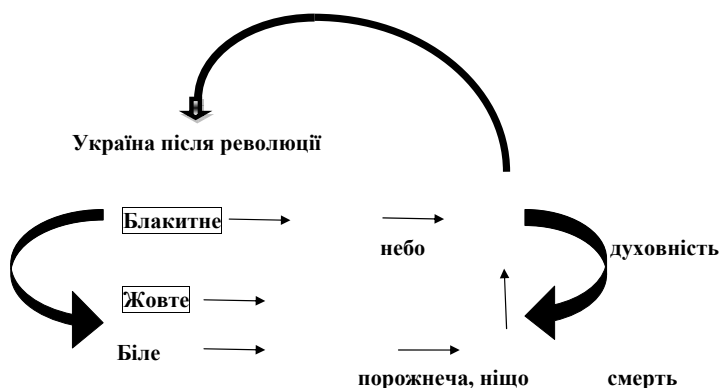 Україна після революції
Блакитне
небо духовність
Жовте
Біле
порожнеча, ніщо смерть